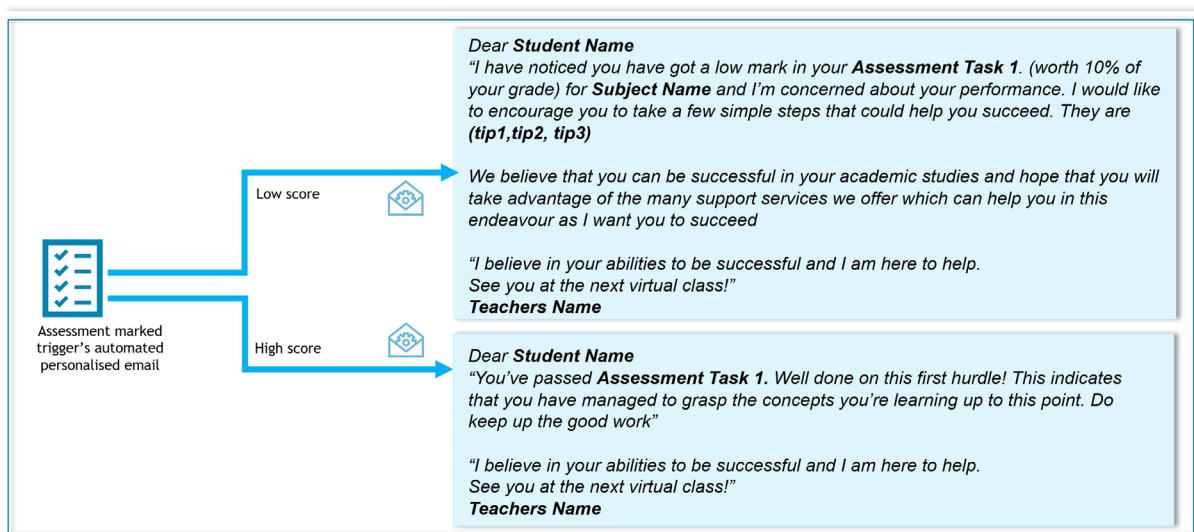 Dear Student Name
“I have noticed you have got a low mark in your Assessment Task 1. (worth 10% of
your grade) for Subject Name and I’m concerned about your performance. I would like
to encourage you to take a few simple steps that could help you succeed. They are
(tip1,tip2, tip3)
We believe that you can be successful in your academic studies and hope that you will
take advantage of the many support services we offer which can help you in this
endeavour as I want you to succeed
“I believe in your abilities to be successful and I am here to help.
See you at the next virtual class!”
Teachers Name
Low score
Assessment marked
trigger’s automated
personalised email
High score
Dear Student Name
“You’ve passed Assessment Task 1. Well done on this first hurdle! This indicates
that you have managed to grasp the concepts you’re learning up to this point. Do
keep up the good work”
“I believe in your abilities to be successful and I am here to help.
See you at the next virtual class!”
Teachers Name